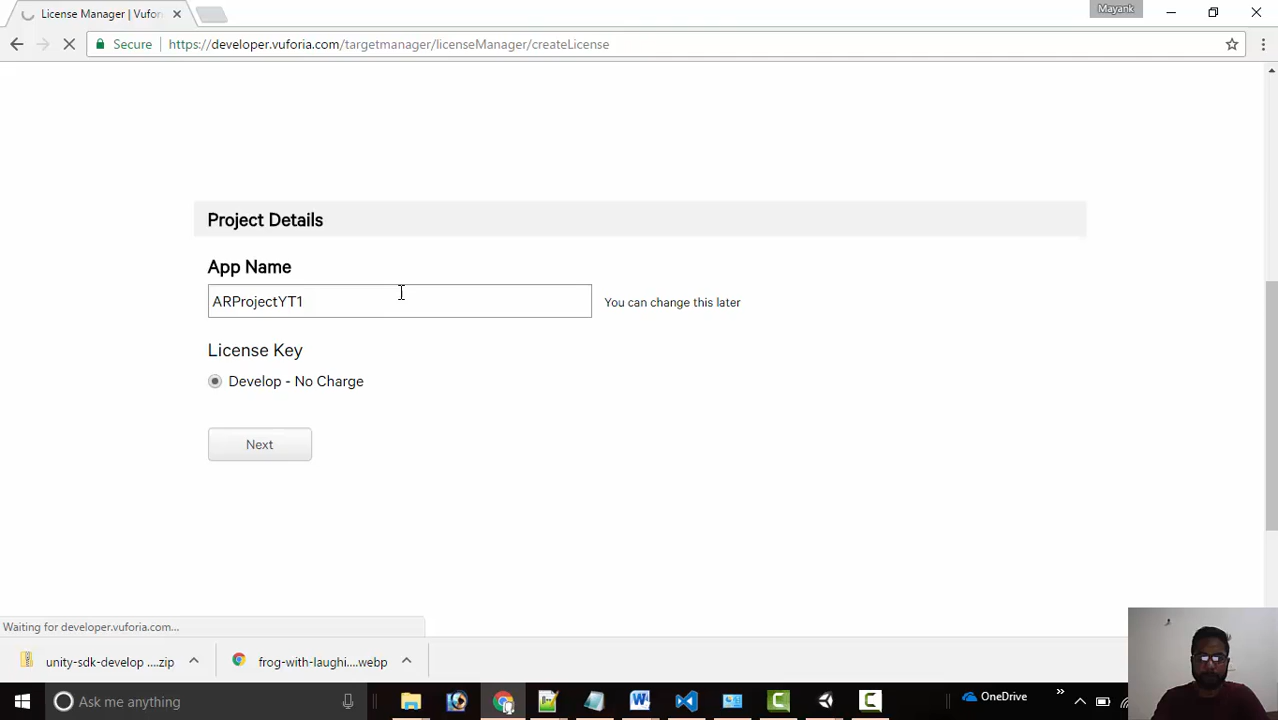 License Manager | Vufori
Mayank
Secure
https://developer.vuforia.com/targetmanager/licenseManager/createLicense
Project Details
App Name
ARProjectYT1
You can change this later
License Key
Develop - No Charge
Next
Waiting for developer.vuforia.com...
unity-sdk-develop ....zip
frog-with-laughi....webp
Ask me anything
OneDrive